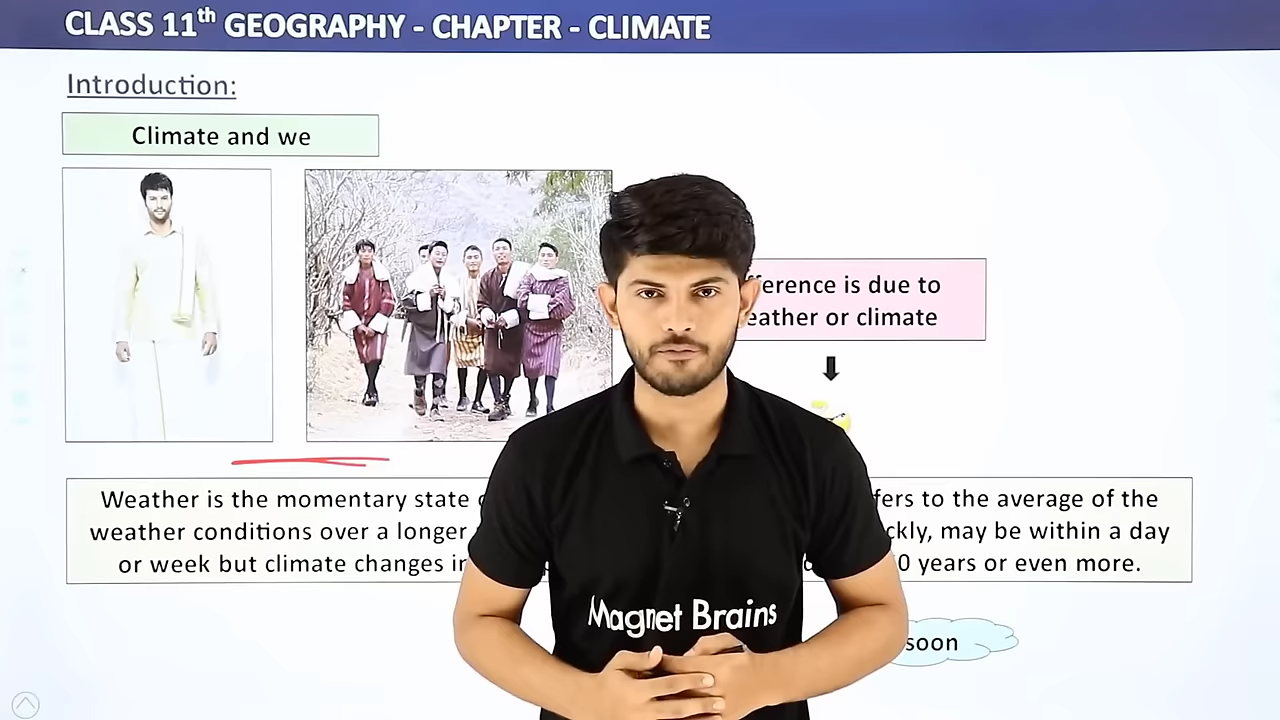 CLASS 11th GEOGRAPHY - CHAPTER - CLIMATE
Introduction:
Climate and we
fference is due to
eather or climate
Weather is the momentary state fers to the average of the
weather conditions over a longer ckly, may be within a day
or week but climate changes in 0 years or even more.
Magnet Brains
soon